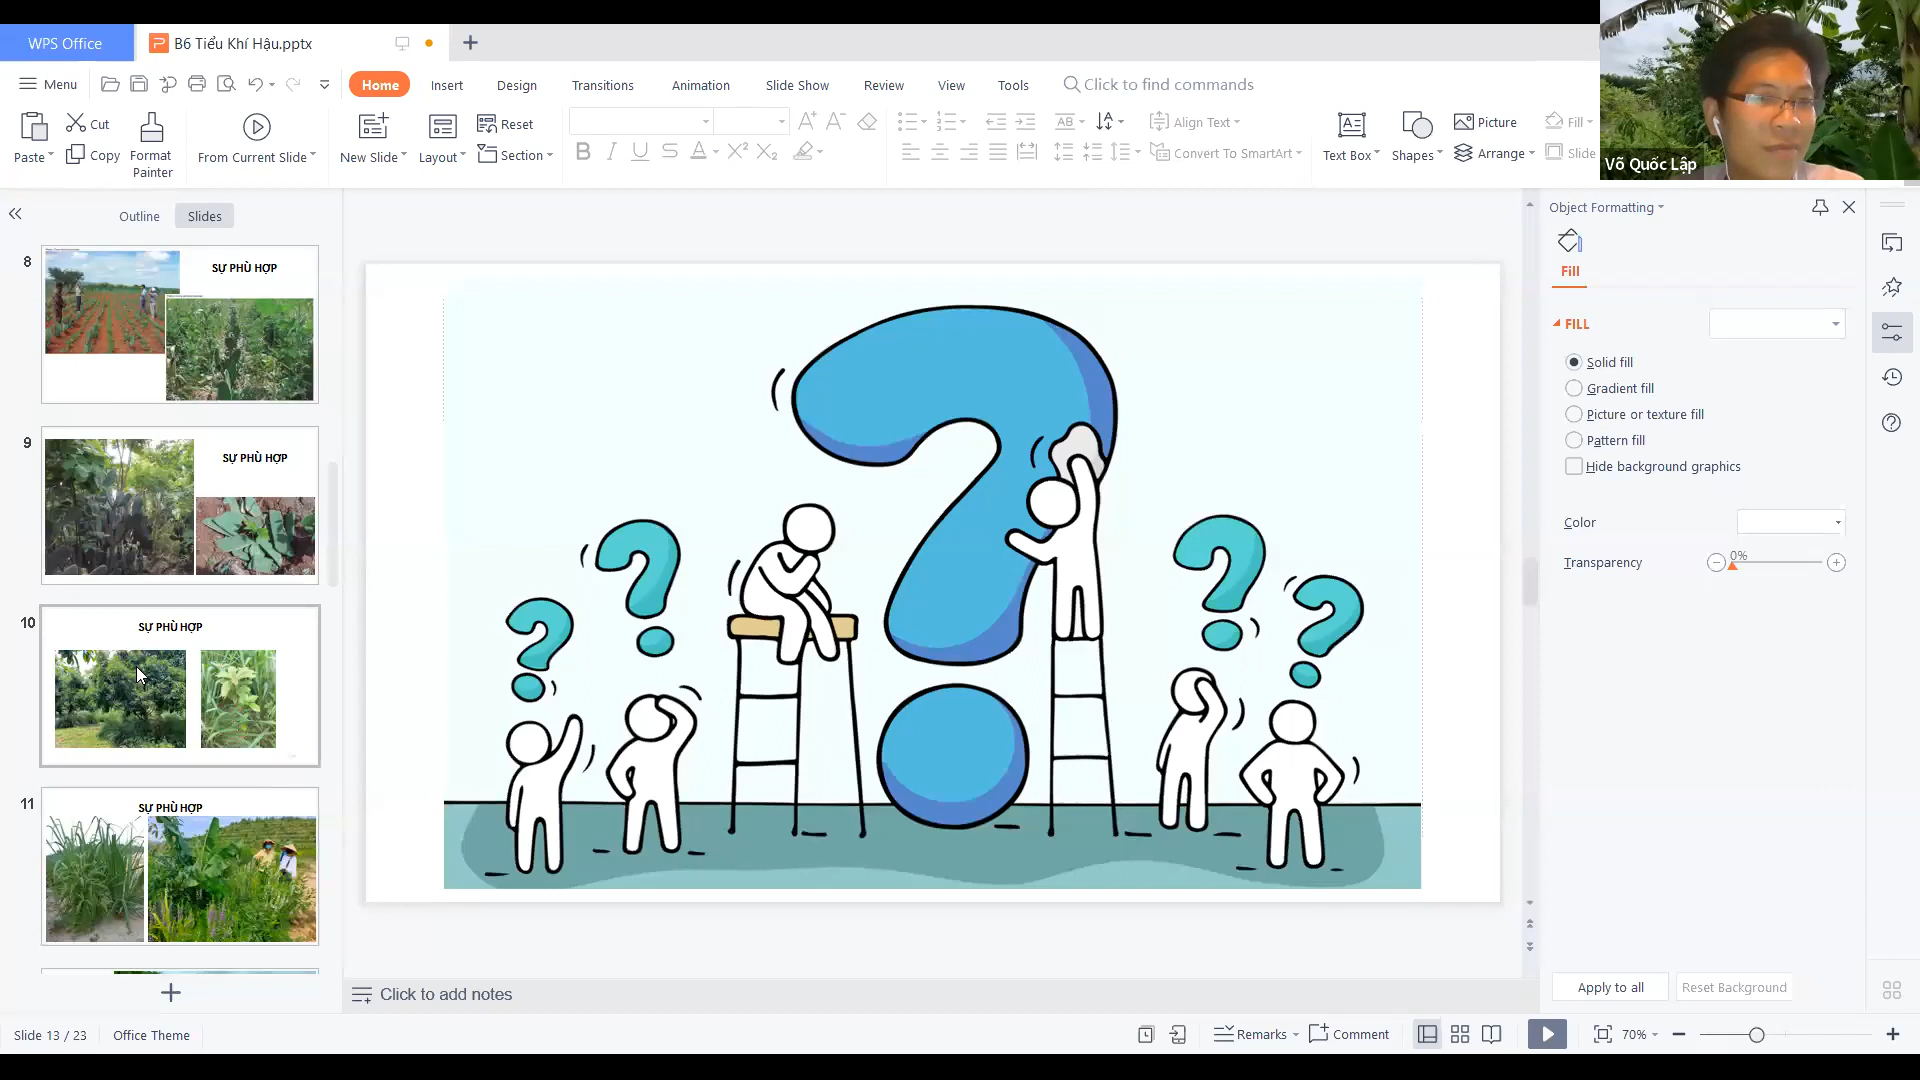 WPS Office
B6 Tiểu Khí Hậu.pptx
Menu
Home
Insert
Design
Transitions
Animation
Slide Show
Review
View
Tools
Click to find commands
Paste
Cut
Copy
Format Painter
From Current Slide
New Slide
Layout
Reset
Section
Align Text
Convert To SmartArt
Text Box
Shapes
Picture
Arrange
Fill
Slide
Võ Quốc Lập
Outline
Slides
8
SỰ PHÙ HỢP
9
SỰ PHÙ HỢP
10
SỰ PHÙ HỢP
11
SỰ PHÙ HỢP
Object Formatting
Fill
FILL
Solid fill
Gradient fill
Picture or texture fill
Pattern fill
Hide background graphics
Color
Transparency
0%
Apply to all
Reset Background
Click to add notes
Slide 13 / 23
Office Theme
Remarks
Comment
70%